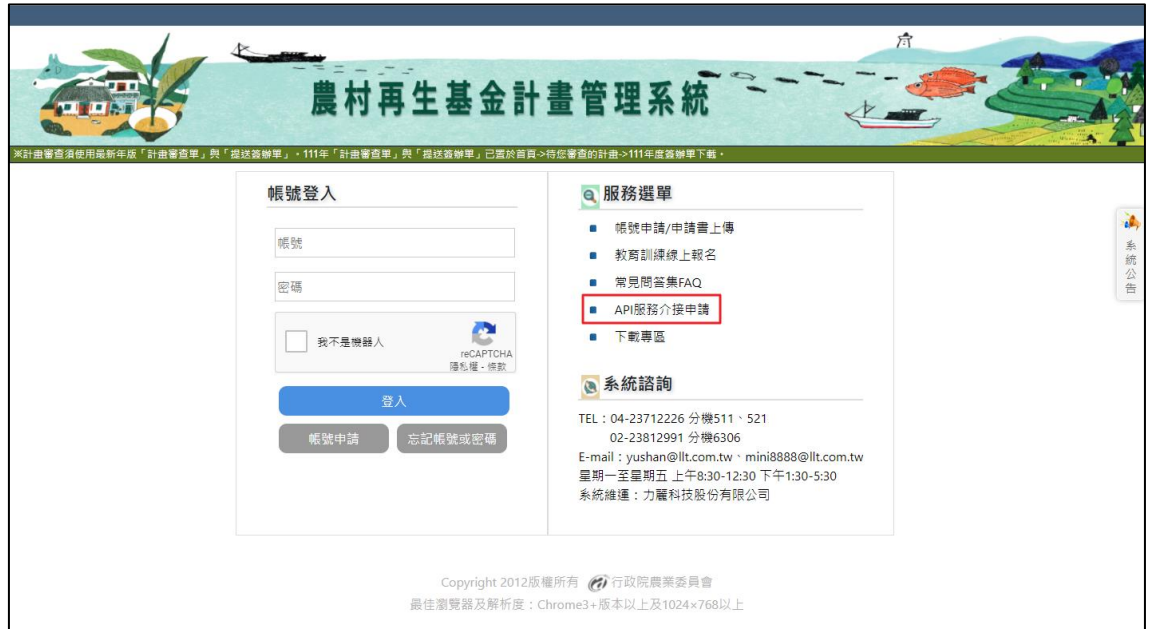 農村再生基金計畫管理系統
※計畫審查須使用最新年版「計畫審查單」與「提送簽辦單」，111年「計畫審查單」與「提送簽辦單」已置於首頁->待您審查的計畫->111年度簽辦單下載。
帳號登入
帳號
密碼
我不是機器人
reCAPTCHA
隱私權 - 條款
登入
帳號申請
忘記帳號或密碼
服務選單
帳號申請/申請書上傳
教育訓練線上報名
常見問答集FAQ
API服務介接申請
下載專區
系統諮詢
TEL：04-23712226 分機511、521
02-23812991 分機6306
E-mail：yushan@llt.com.tw、mini8888@llt.com.tw
星期一至星期五 上午8:30-12:30 下午1:30-5:30
系統維運：力麗科技股份有限公司
系統公告
Copyright 2012版權所有 行政院農業委員會
最佳瀏覽器及解析度：Chrome3+版本以上及1024×768以上